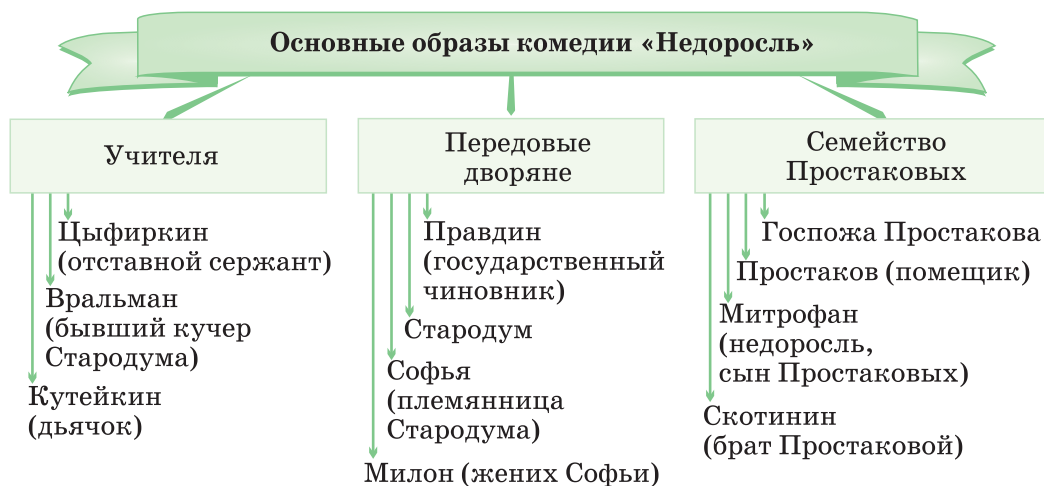 Основные образы комедии «Недоросль»
Учителя
Цыфиркин
(отставной сержант)
Вральман
(бывший кучер
Стародума)
Кутейкин
(дьячок)
Передовые
дворяне
Правдин
(государственный
чиновник)
Стародум
Софья
(племянница
Стародума)
Милон (жених Софьи)
Семейство
Простаковых
Госпожа Простакова
Простаков (помещик)
Митрофан
(недоросль,
сын Простаковых)
Скотинин
(брат Простаковой)